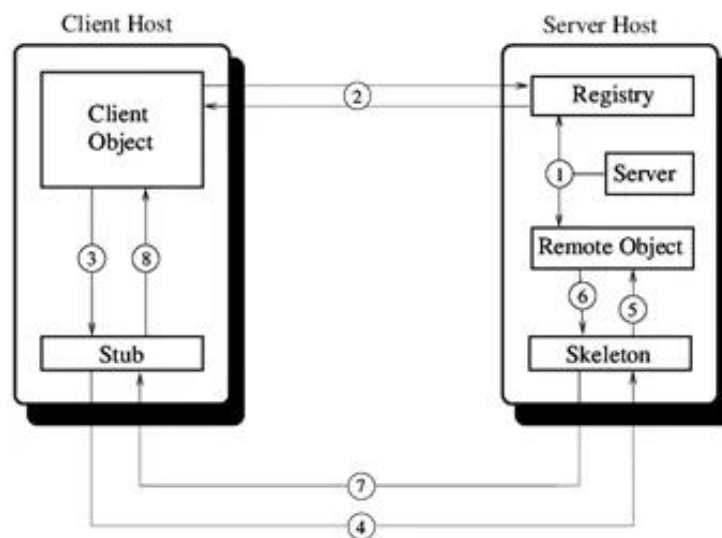 Client Host
Server Host
Client
Object
2
Registry
1
Server
3
8
Remote Object
6
5
Stub
Skeleton
7
4